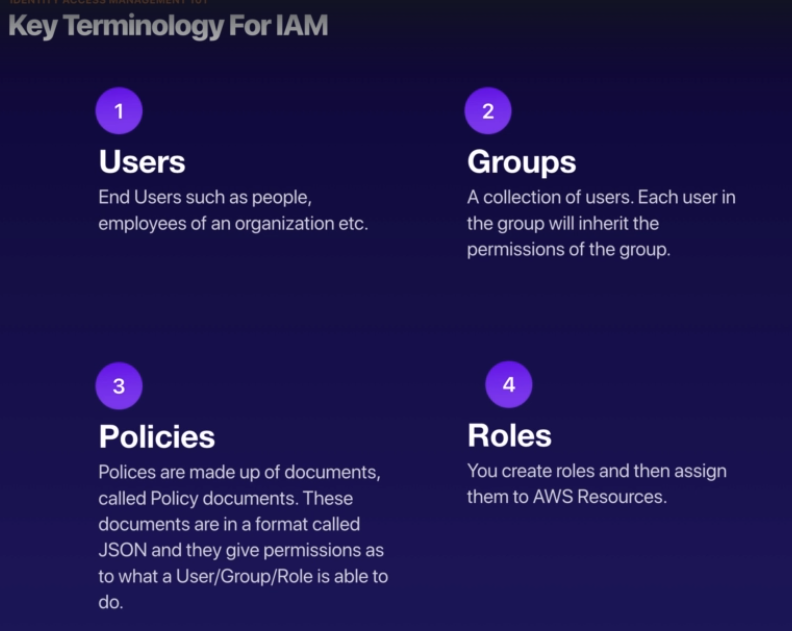 IDENTITY ACCESS MANAGEMENT 101
Key Terminology For IAM
1
Users
End Users such as people,
employees of an organization etc.
2
Groups
A collection of users. Each user in
the group will inherit the
permissions of the group.
3
Policies
Polices are made up of documents,
called Policy documents. These
documents are in a format called
JSON and they give permissions as
to what a User/Group/Role is able to
do.
4
Roles
You create roles and then assign
them to AWS Resources.